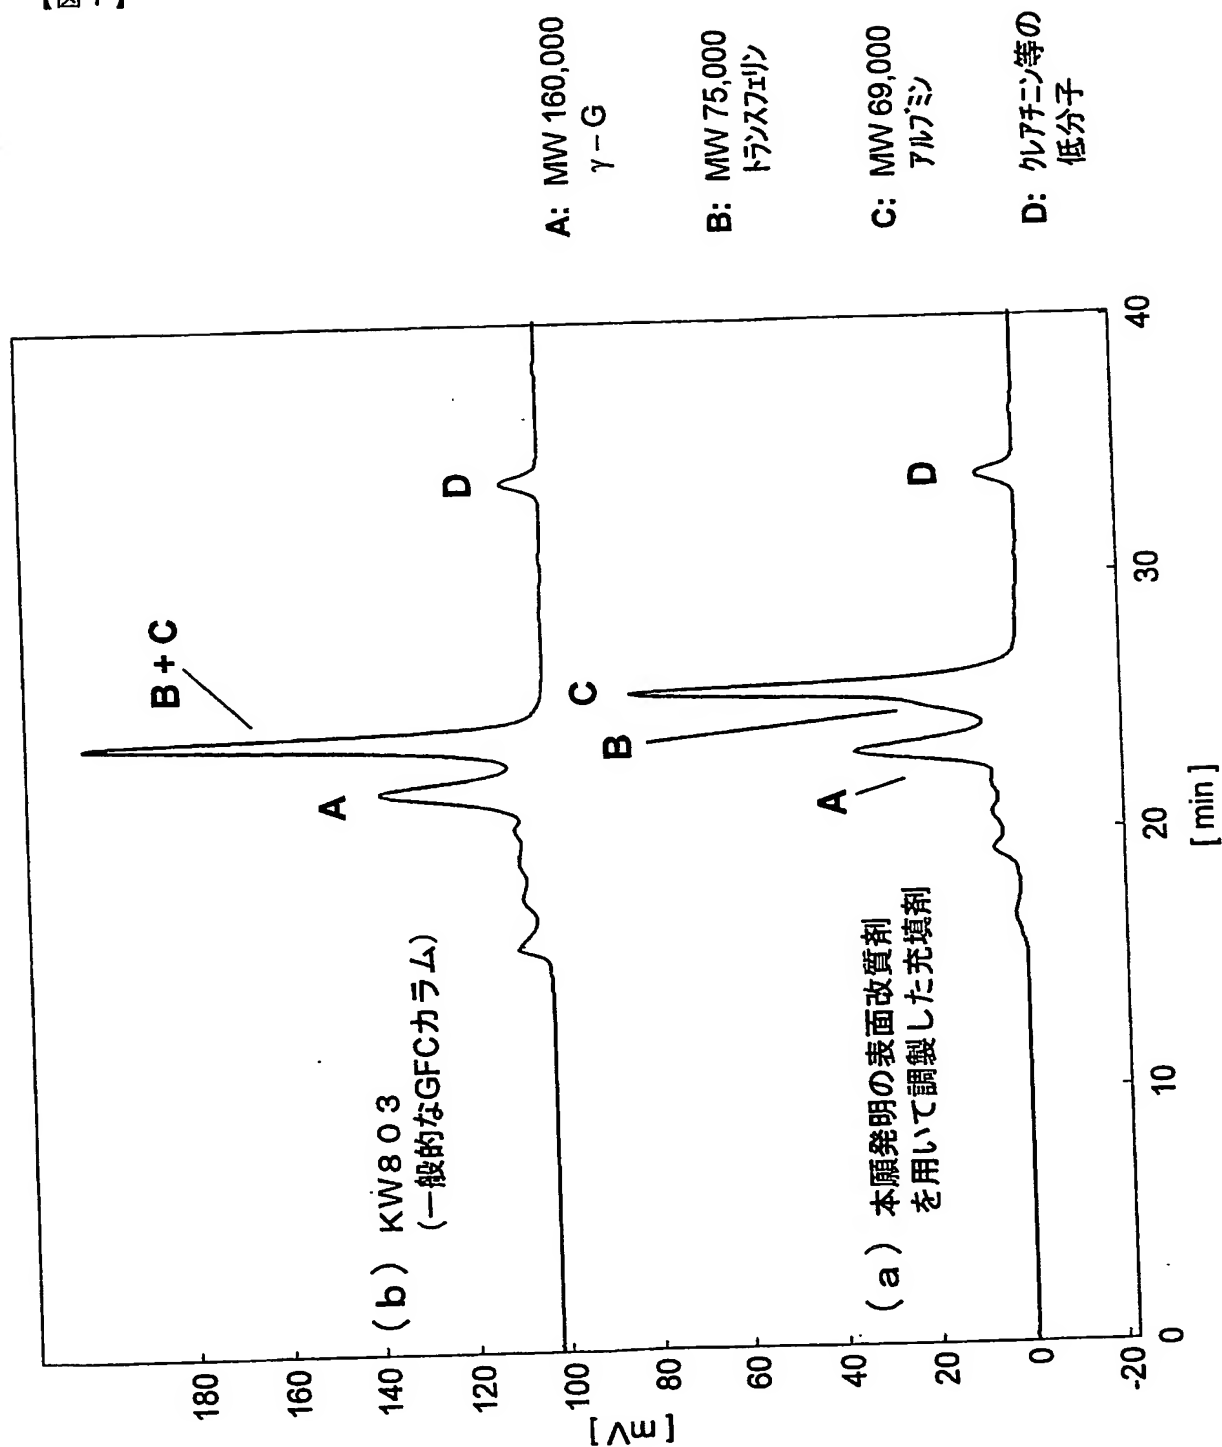 (b) KW803
(一般的なGFCカラム)
A
B+C
D
(a) 本願発明の表面改質剤
を用いて調製した充填剤
A
B
C
D
[mV]
180
160
140
120
100
80
60
40
20
0
-20
0
10
20
30
40
[min]
A: MW 160,000
γ-G
B: MW 75,000
トランスフェリン
C: MW 69,000
アルブミン
D: クレアチニン等の
低分子